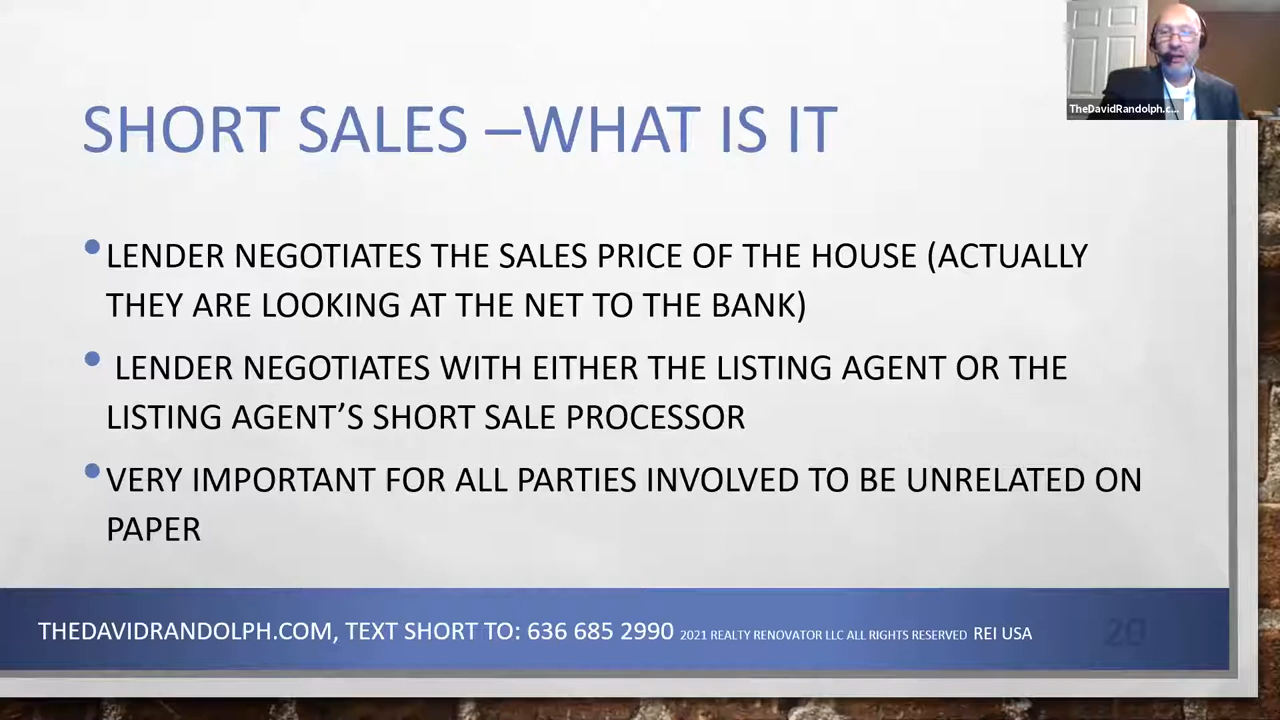 TheDavidRandolph.c...
SHORT SALES –WHAT IS IT
•LENDER NEGOTIATES THE SALES PRICE OF THE HOUSE (ACTUALLY
THEY ARE LOOKING AT THE NET TO THE BANK)
• LENDER NEGOTIATES WITH EITHER THE LISTING AGENT OR THE
LISTING AGENT’S SHORT SALE PROCESSOR
•VERY IMPORTANT FOR ALL PARTIES INVOLVED TO BE UNRELATED ON
PAPER
THEDAVIDRANDOLPH.COM, TEXT SHORT TO: 636 685 2990 2021 REALTY RENOVATOR LLC ALL RIGHTS RESERVED REI USA 20